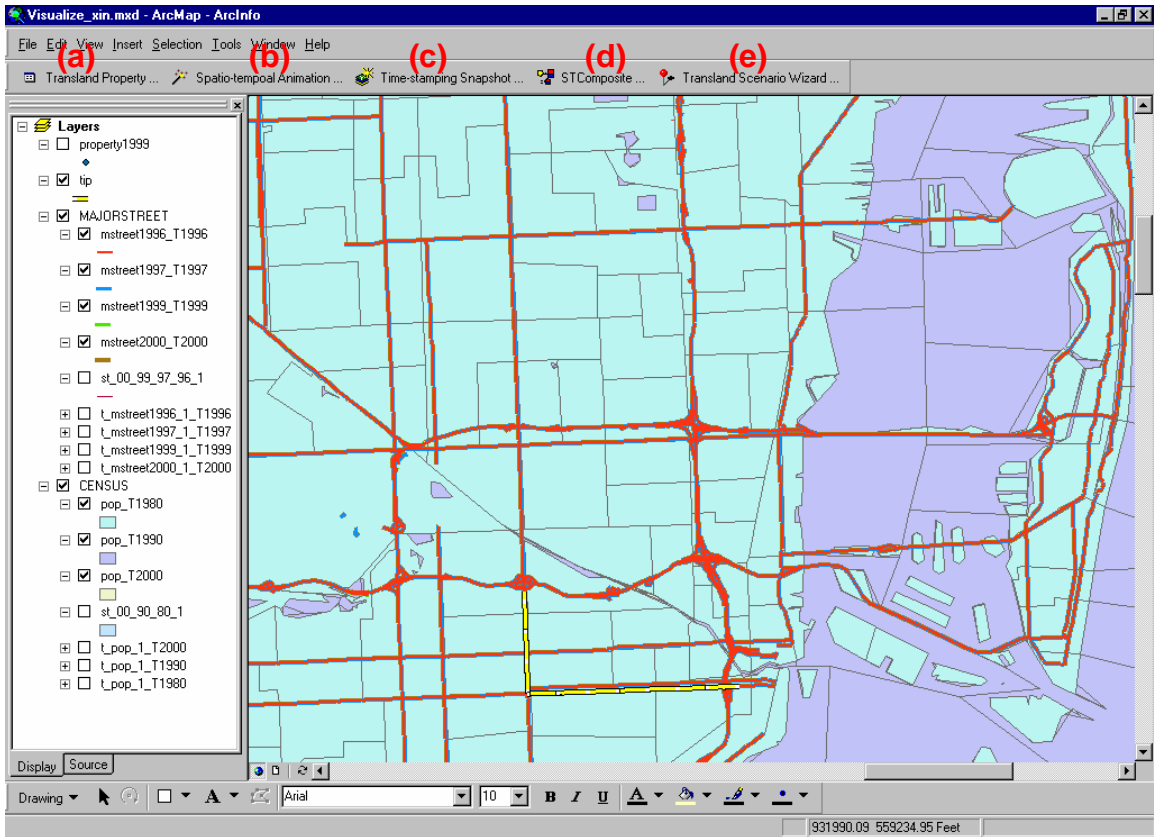 Visualize_xin.mxd - ArcMap - ArcInfo
File Edit View Insert Selection Tools Window Help
(a) (b) (c) (d) (e)
Transland Property ... Spatio-tempoal Animation ... Time-stamping Snapshot ... STComposite ... Transland Scenario Wizard ...
Layers
property1999
tip
MAJORSTREET
mstreet1996_T1996
mstreet1997_T1997
mstreet1999_T1999
mstreet2000_T2000
st_00_99_97_96_1
t_mstreet1996_1_T1996
t_mstreet1997_1_T1997
t_mstreet1999_1_T1999
t_mstreet2000_1_T2000
CENSUS
pop_T1980
pop_T1990
pop_T2000
st_00_90_80_1
t_pop_1_T2000
t_pop_1_T1990
t_pop_1_T1980
Display Source
Drawing A Arial 10 B I U A
931990.09 559234.95 Feet